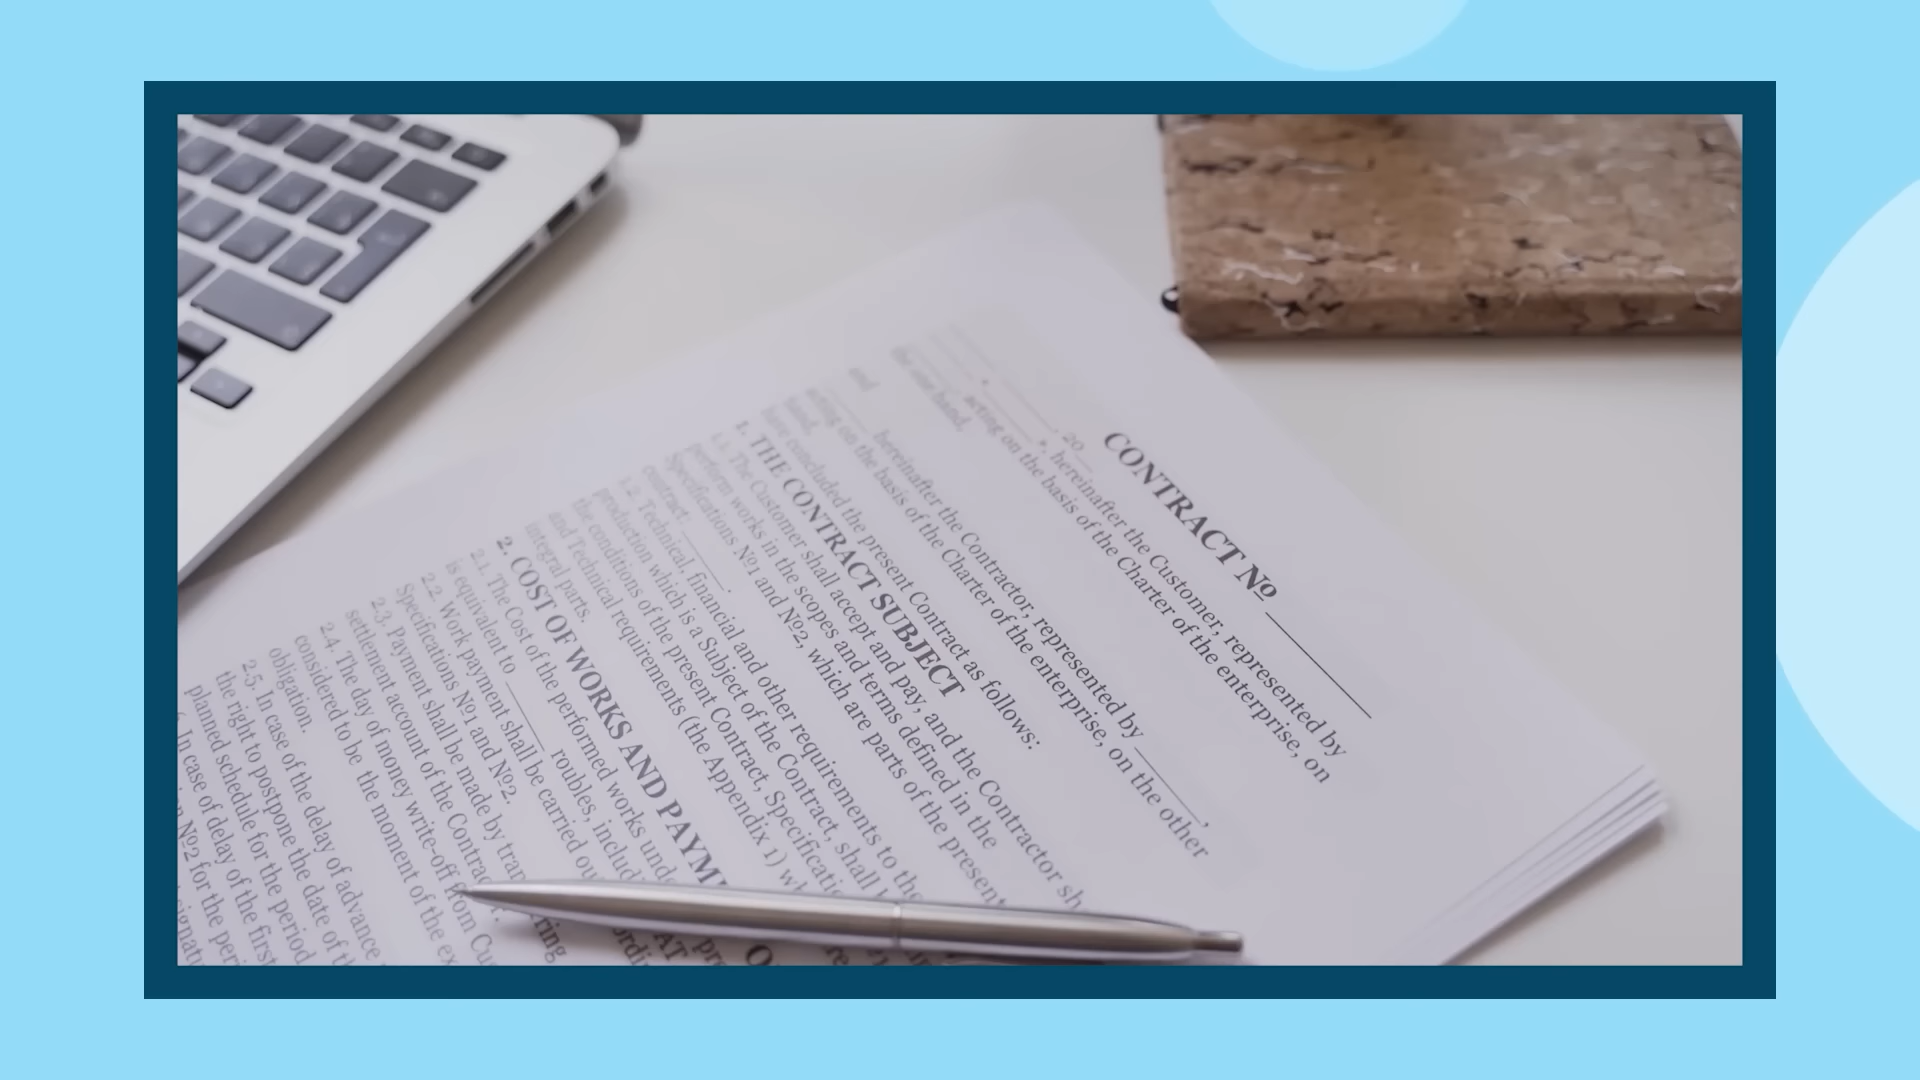 CONTRACT №
, 20
", hereinafter the Customer, represented by
acting on the basis of the Charter of the enterprise, on
the one hand,
and
hereinafter the Contractor, represented by ,
acting on the basis of the Charter of the enterprise, on the other
hand,
have concluded the present Contract as follows:
1. THE CONTRACT SUBJECT
1.1. The Customer shall accept and pay, and the Contractor sh
perform works in the scopes and terms defined in the
Specifications №1 and №2, which are parts of the present
contract:
1.2. Technical, financial and other requirements to the
production which is a Subject of the Contract, shall
the conditions of the present Contract, Specificatio
and Technical requirements (the Appendix 1) wh
integral parts.
2. COST OF WORKS AND PAYM
2.1. The Cost of the performed works unde
is equivalent to roubles, includi
2.2. Work payment shall be carried ou
Specifications №1 and №2.
2.3. Payment shall be made by tran
settlement account of the Contrac
2.4. The day of money write-off from Cus
considered to be the moment of the ex
obligation.
2.5. In case of the delay of advance
the right to postpone the date of t
planned schedule for the period
In case of delay of the first
№2 for the peri
signatu